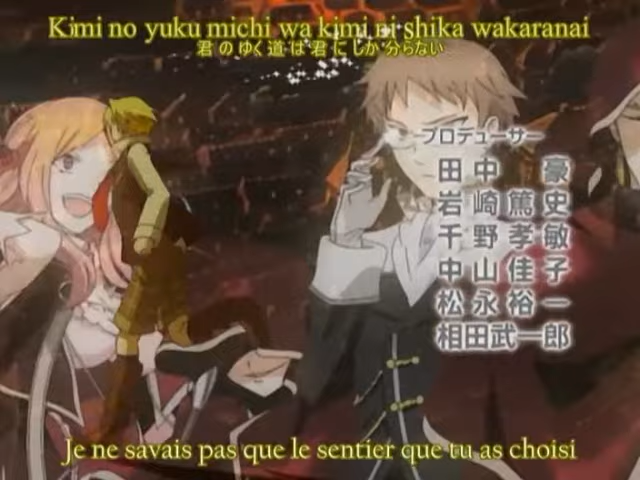 Kimi no yuku michi wa kimi ni shika wakaranai
君のゆく道は君にしか分らない
プロデューサー
田中 豪
岩崎篤史
千野孝敏
中山佳子
松永裕一
相田武一郎
Je ne savais pas que le sentier que tu as choisi